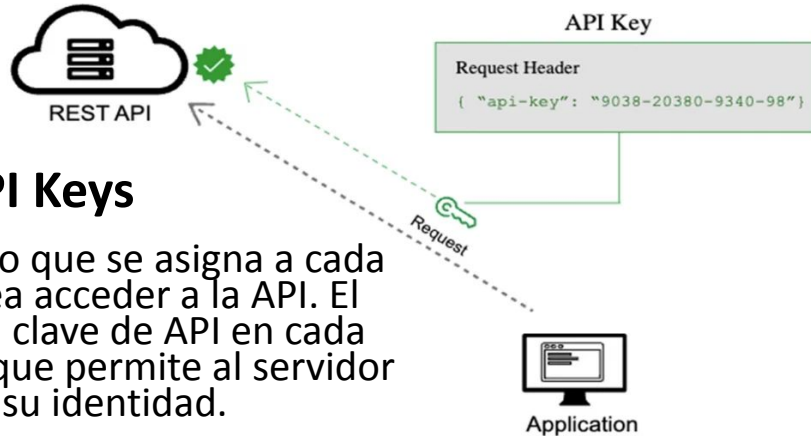 API Key
Request Header
{ "api-key": "9038-20380-9340-98"}
REST API
Request
PI Keys
o que se asigna a cada
ea acceder a la API. El
clave de API en cada
que permite al servidor
su identidad.
Application